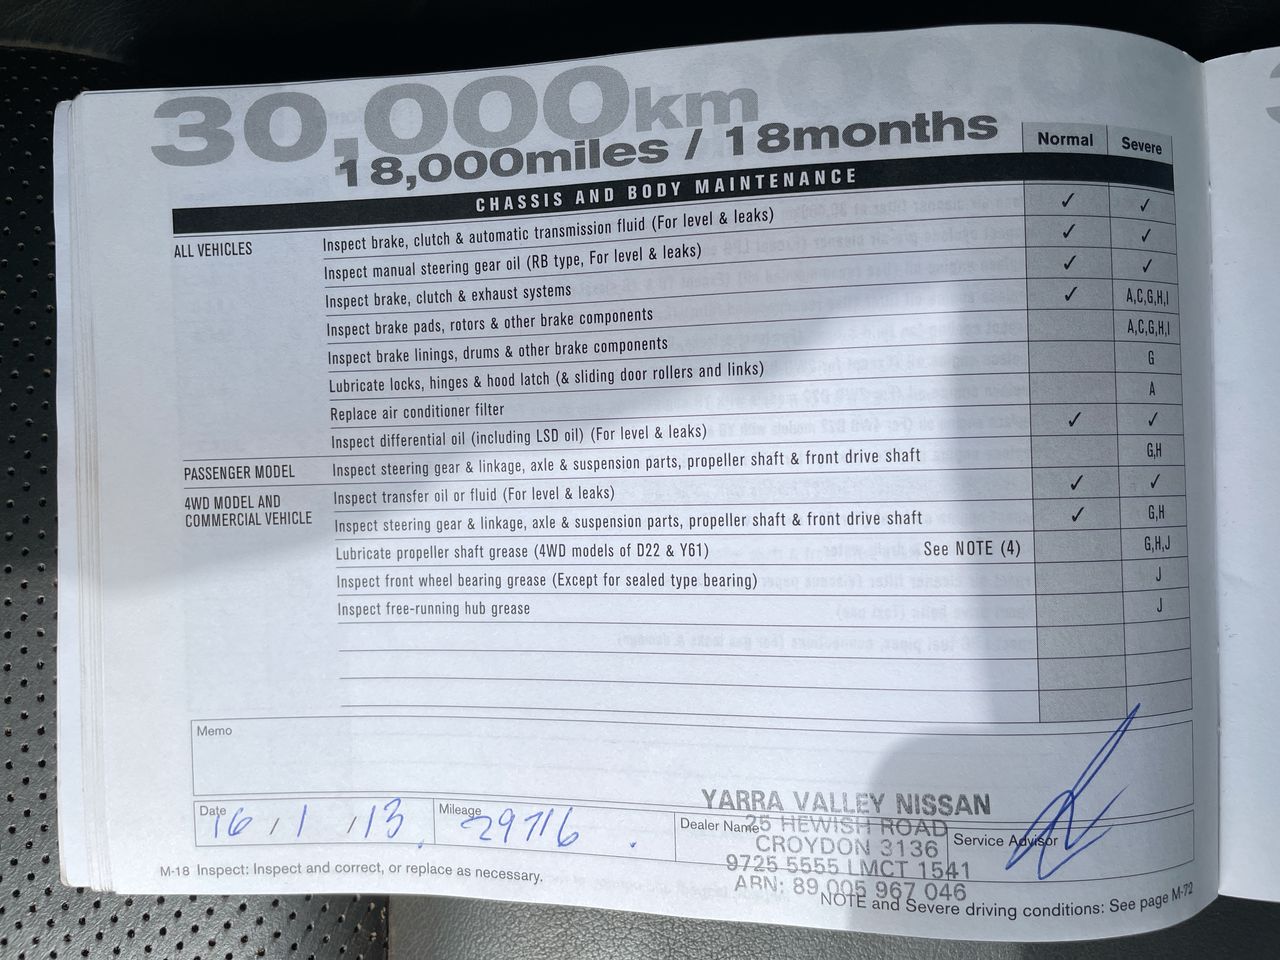 30,000km
18,000miles / 18months
Normal Severe
CHASSIS AND BODY MAINTENANCE
ALL VEHICLES Inspect brake, clutch & automatic transmission fluid (For level & leaks) ✓ ✓
Inspect manual steering gear oil (RB type, For level & leaks) ✓ ✓
Inspect brake, clutch & exhaust systems ✓ ✓
Inspect brake pads, rotors & other brake components ✓ A,C,G,H,I
Inspect brake linings, drums & other brake components A,C,G,H,I
Lubricate locks, hinges & hood latch (& sliding door rollers and links) G
Replace air conditioner filter A
Inspect differential oil (including LSD oil) (For level & leaks) ✓ ✓
PASSENGER MODEL Inspect steering gear & linkage, axle & suspension parts, propeller shaft & front drive shaft G,H
4WD MODEL AND Inspect transfer oil or fluid (For level & leaks) ✓ ✓
COMMERCIAL VEHICLE Inspect steering gear & linkage, axle & suspension parts, propeller shaft & front drive shaft ✓ G,H
Lubricate propeller shaft grease (4WD models of D22 & Y61) See NOTE (4) G,H,J
Inspect front wheel bearing grease (Except for sealed type bearing) J
Inspect free-running hub grease J
Memo
Date 16 / 1 / 13 Mileage 29716
Dealer Name Service Advisor
YARRA VALLEY NISSAN
25 HEWISH ROAD
CROYDON 3136
9725 5555 LMCT 1541
ARN: 89 005 967 046
M-18 Inspect: Inspect and correct, or replace as necessary.
NOTE and Severe driving conditions: See page M-72